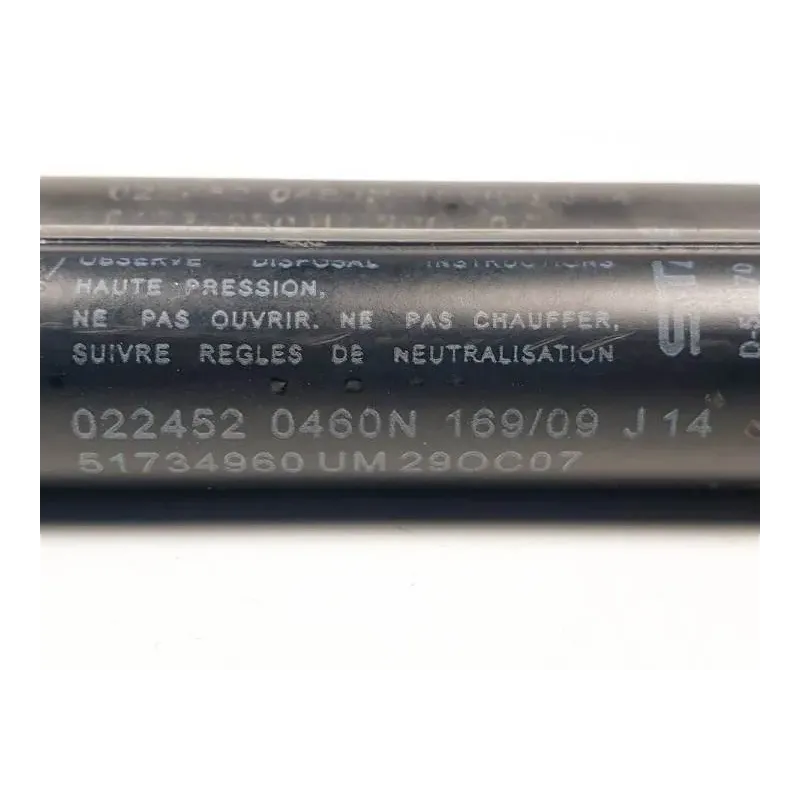 OBSERVE DISPOSAL INSTRUCTIONS
HAUTE PRESSION,
NE PAS OUVRIR. NE PAS CHAUFFER,
SUIVRE REGLES DE NEUTRALISATION
022452 0460N 169/09 J 14
51734960 UM 29OC07